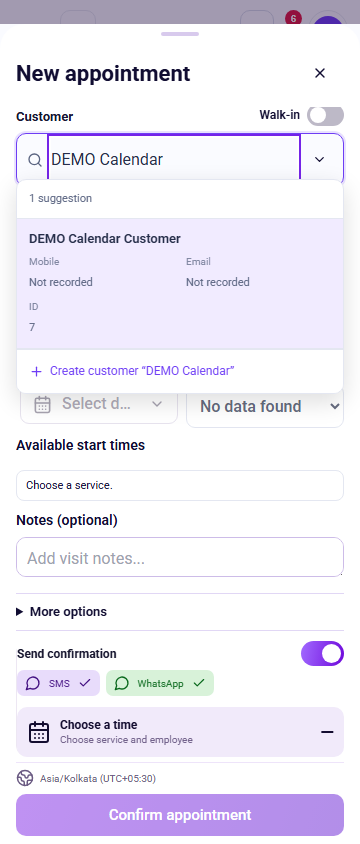 6
New appointment
Customer
Walk-in
DEMO Calendar
1 suggestion
DEMO Calendar Customer
Mobile
Email
Not recorded
Not recorded
ID
7
Create customer “DEMO Calendar”
Select d...
No data found
Available start times
Choose a service.
Notes (optional)
Add visit notes...
More options
Send confirmation
SMS
WhatsApp
Choose a time
Choose service and employee
Asia/Kolkata (UTC+05:30)
Confirm appointment